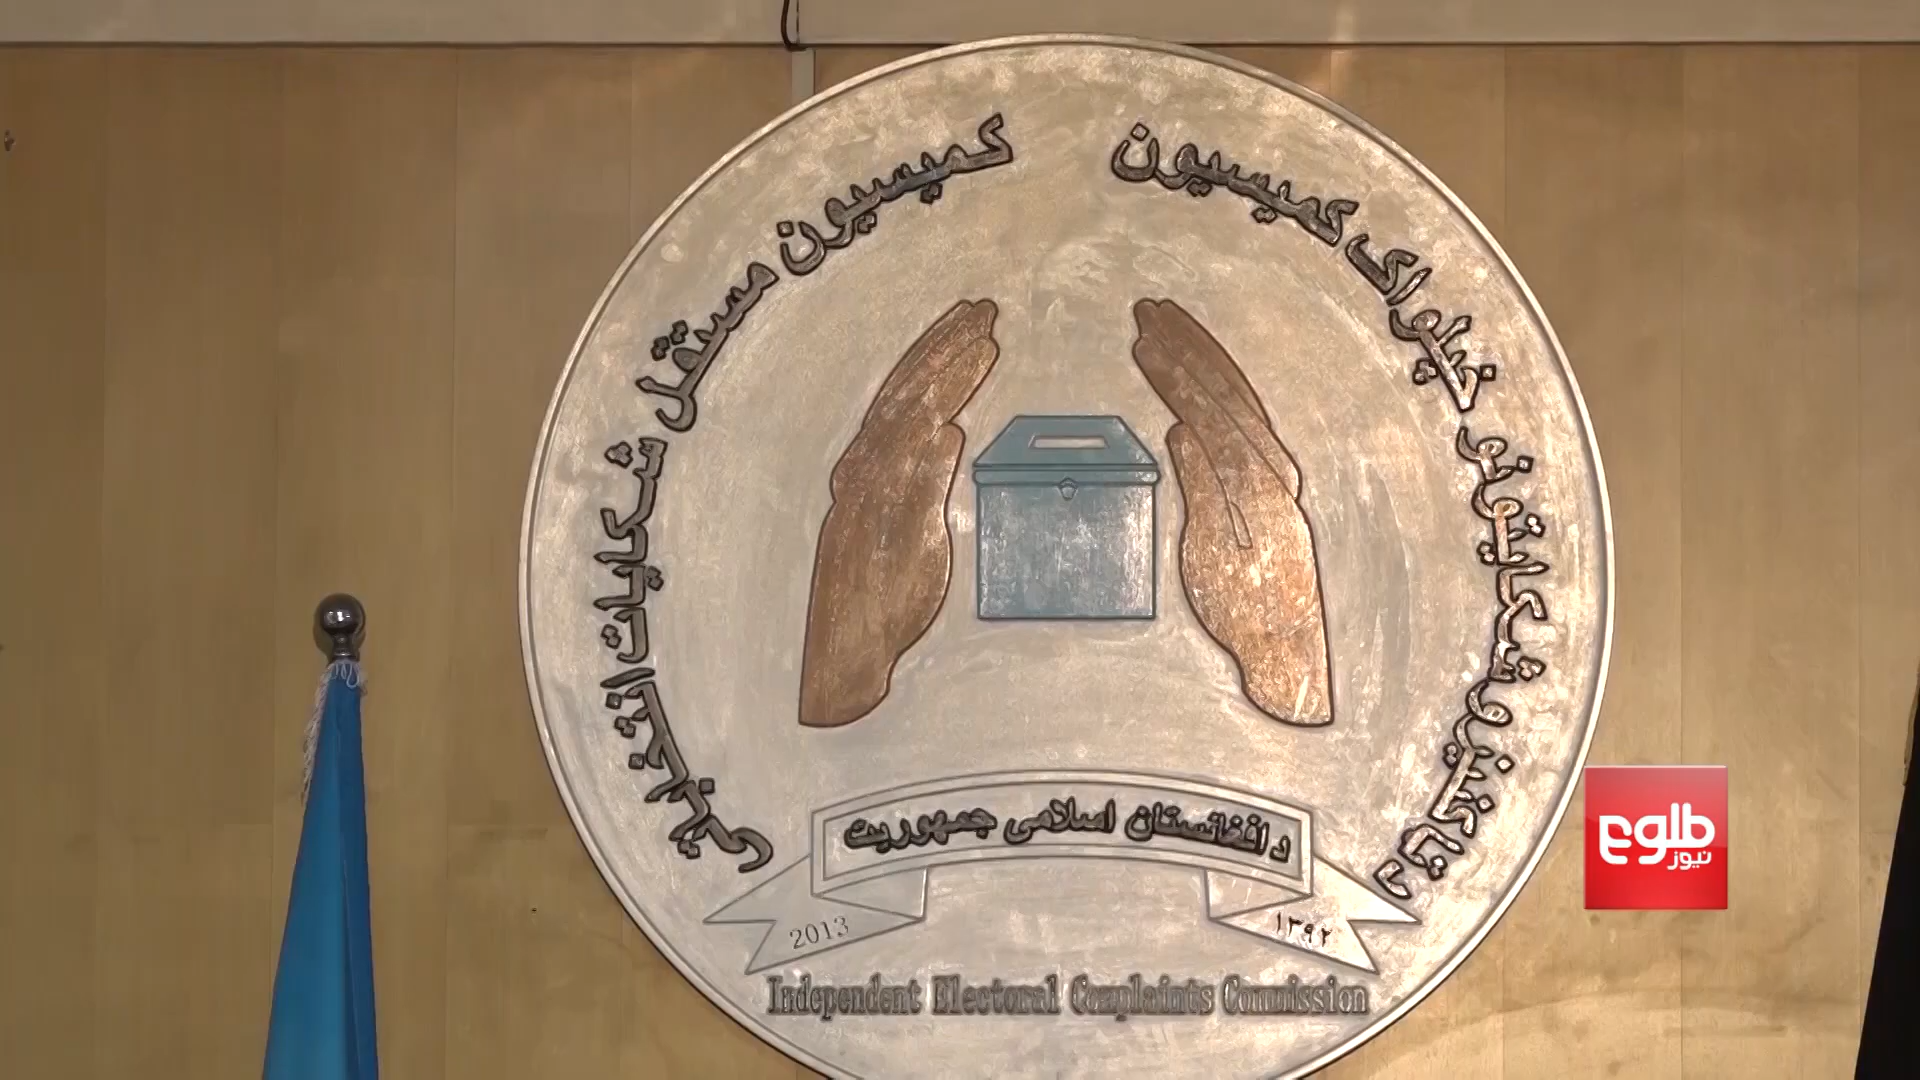 کمیسیون مستقل شکایات انتخاباتی
د ټاکنیزو شکایتونو خپلواک کمیسیون
د افغانستان اسلامی جمهوریت
2013
۱۳۹۲
Independent Electoral Complaints Commission
طلوع
نیوز